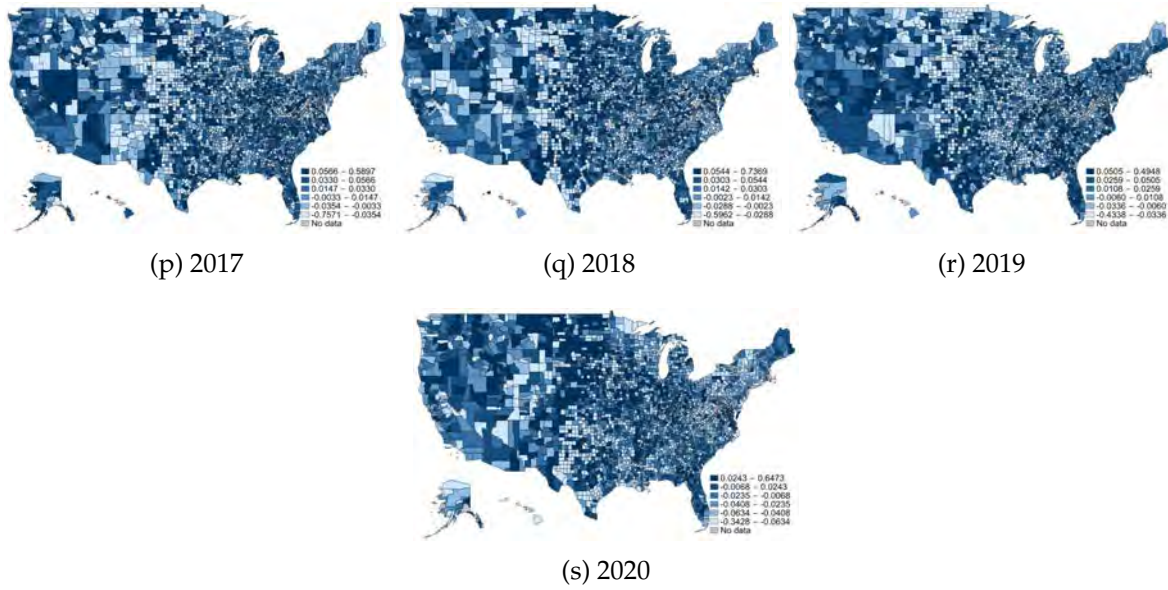 0.0566 – 0.5897
0.0330 – 0.0566
0.0147 – 0.0330
-0.0033 – 0.0147
-0.0354 – -0.0033
-0.7571 – -0.0354
No data
(p) 2017
0.0544 – 0.7369
0.0303 – 0.0544
0.0142 – 0.0303
-0.0023 – 0.0142
-0.0288 – -0.0023
-0.5962 – -0.0288
No data
(q) 2018
0.0505 – 0.4948
0.0259 – 0.0505
0.0108 – 0.0259
-0.0060 – 0.0108
-0.0336 – -0.0060
-0.4338 – -0.0336
No data
(r) 2019
0.0243 – 0.6473
-0.0068 – 0.0243
-0.0235 – -0.0068
-0.0408 – -0.0235
-0.0634 – -0.0408
-0.3428 – -0.0634
No data
(s) 2020